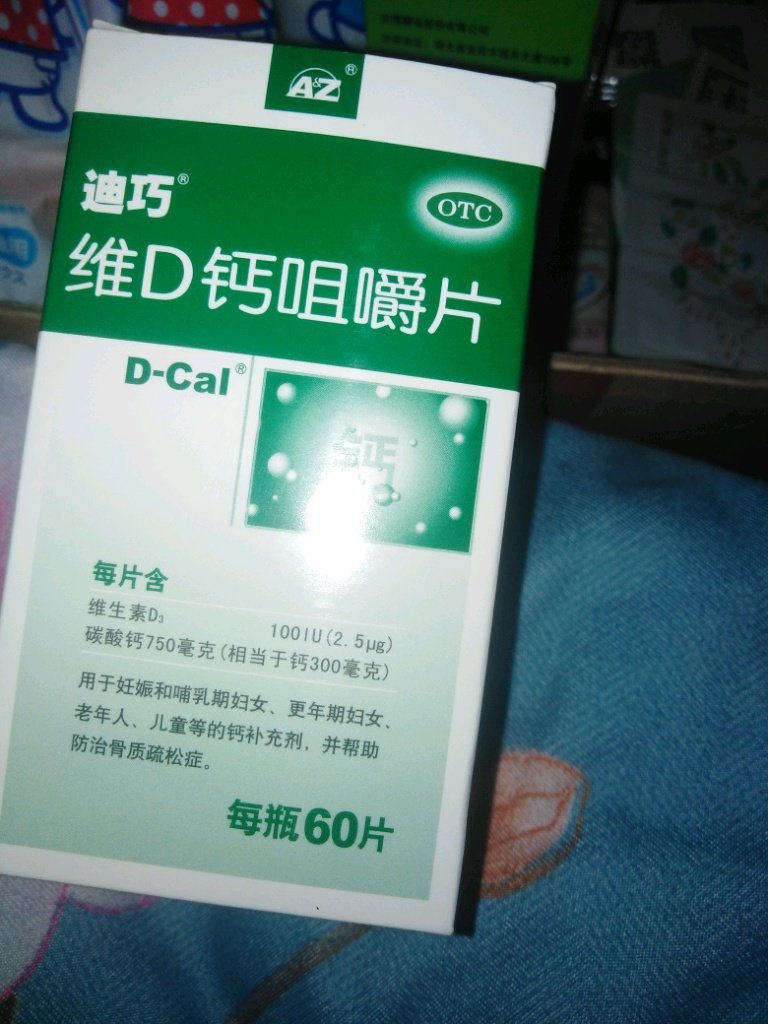 A&Z®
迪巧®
OTC
维D钙咀嚼片
D-Cal®
钙
每片含
维生素D₃ 100IU(2.5μg)
碳酸钙750毫克(相当于钙300毫克)
用于妊娠和哺乳期妇女、更年期妇女、
老年人、儿童等的钙补充剂，并帮助
防治骨质疏松症。
每瓶60片